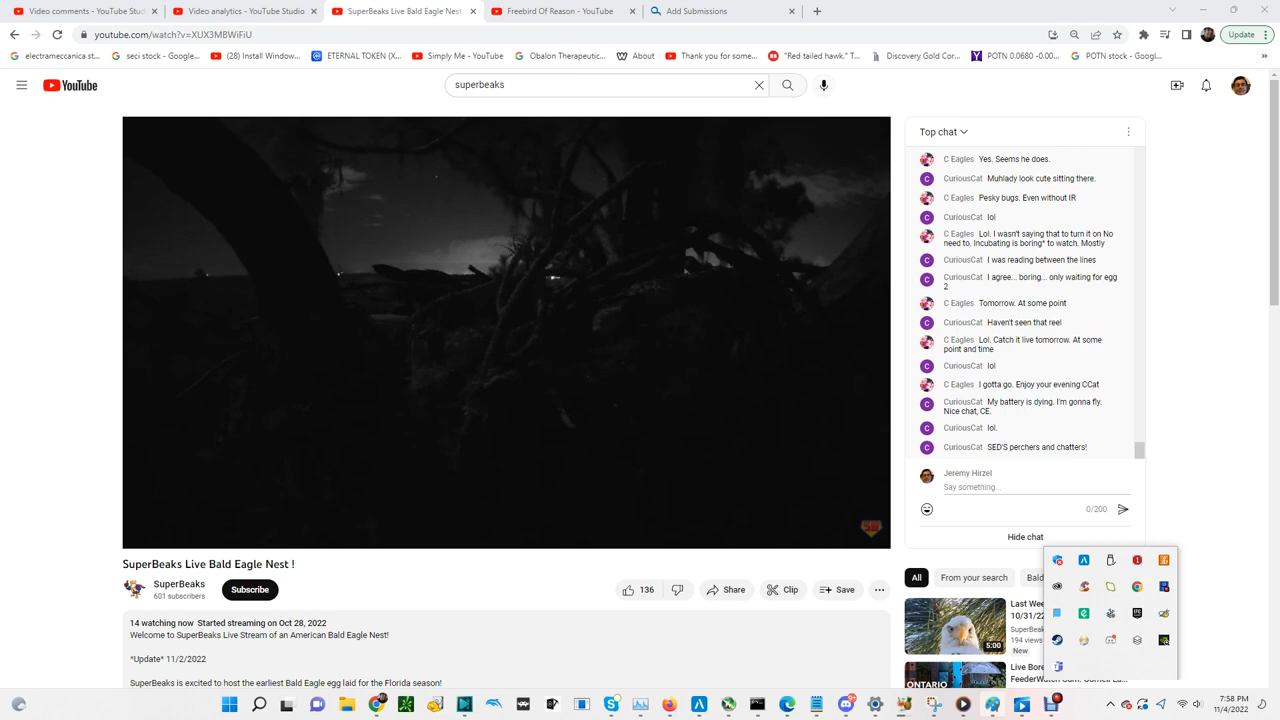 Video comments - YouTube Stud
Video analytics - YouTube Studio
SuperBeaks Live Bald Eagle Nest
Freebird Of Reason - YouTube
Add Submissions
youtube.com/watch?v=XUX3M8WiFiU
Update
electrameccanica st...
seci stock - Google...
(28) Install Window...
ETERNAL TOKEN (X...
Simply Me - YouTube
Obalon Therapeutic...
About
Thank you for some...
"Red tailed hawk." T...
Discovery Gold Cor...
POTN 0.0680 -0.00...
POTN stock - Googl...
YouTube
superbeaks
Top chat
C Eagles Yes. Seems he does.
CuriousCat Muhlady look cute sitting there.
C Eagles Pesky bugs. Even without IR
CuriousCat lol
C Eagles Lol. I wasn't saying that to turn it on No
need to. Incubating is boring* to watch. Mostly
CuriousCat I was reading between the lines
CuriousCat I agree... boring... only waiting for egg
2
C Eagles Tomorrow. At some point
CuriousCat Haven't seen that reel
C Eagles Lol. Catch it live tomorrow. At some
point and time
CuriousCat lol
C Eagles I gotta go. Enjoy your evening CCat
CuriousCat My battery is dying. I'm gonna fly.
Nice chat, CE.
CuriousCat lol.
CuriousCat SED'S perchers and chatters!
Jeremy Hirzel
Say something...
0/200
Hide chat
SuperBeaks Live Bald Eagle Nest !
SuperBeaks
601 subscribers
Subscribe
136
Share
Clip
Save
14 watching now Started streaming on Oct 28, 2022
Welcome to SuperBeaks Live Stream of an American Bald Eagle Nest!
*Update* 11/2/2022
SuperBeaks is excited to host the earliest Bald Eagle egg laid for the Florida season!
All
From your search
Bald
Last Wee
10/31/22
SuperBeak
194 views
New
5:00
Live Bore
FeederWatch Cam: Cornell La...
ONTARIO
7:58 PM
11/4/2022